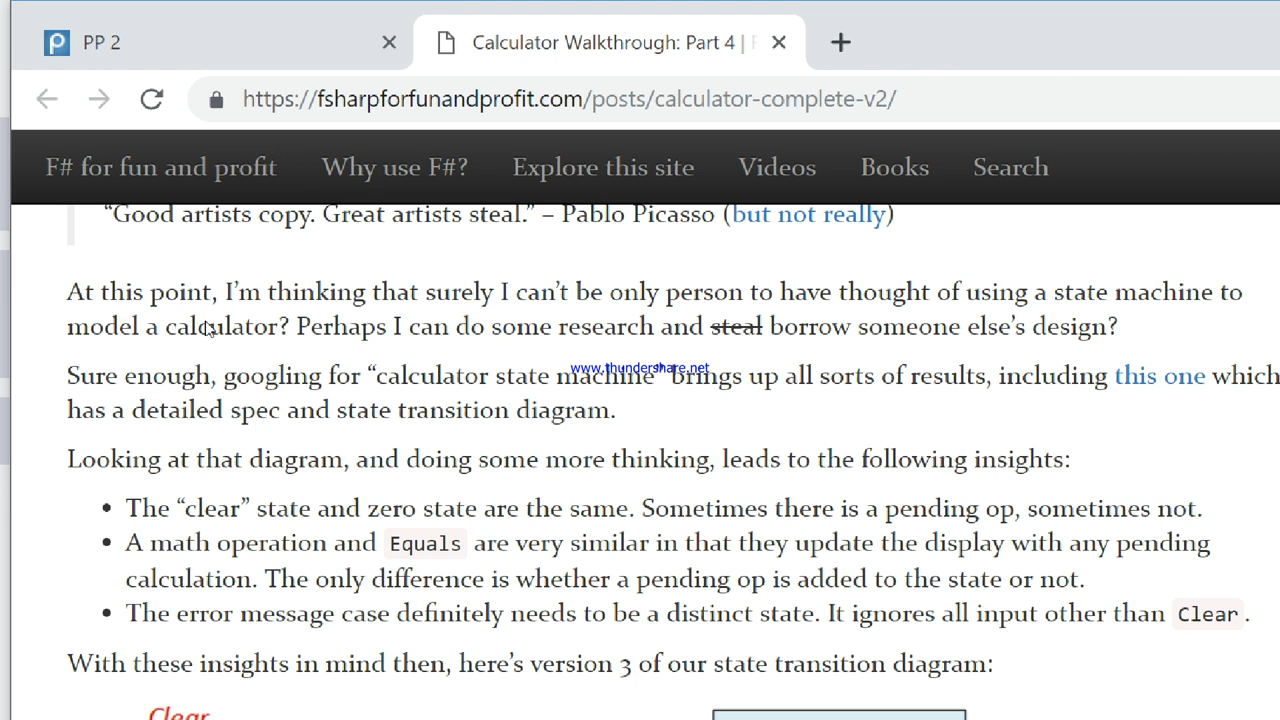 PP 2
Calculator Walkthrough: Part 4 | F
https://fsharpforfunandprofit.com/posts/calculator-complete-v2/
F# for fun and profit Why use F#? Explore this site Videos Books Search
“Good artists copy. Great artists steal.” – Pablo Picasso (but not really)
At this point, I’m thinking that surely I can’t be only person to have thought of using a state machine to
model a calculator? Perhaps I can do some research and steal borrow someone else’s design?
www.thundershare.net
Sure enough, googling for “calculator state machine” brings up all sorts of results, including this one which
has a detailed spec and state transition diagram.
Looking at that diagram, and doing some more thinking, leads to the following insights:
• The “clear” state and zero state are the same. Sometimes there is a pending op, sometimes not.
• A math operation and Equals are very similar in that they update the display with any pending
calculation. The only difference is whether a pending op is added to the state or not.
• The error message case definitely needs to be a distinct state. It ignores all input other than Clear.
With these insights in mind then, here’s version 3 of our state transition diagram:
Clear